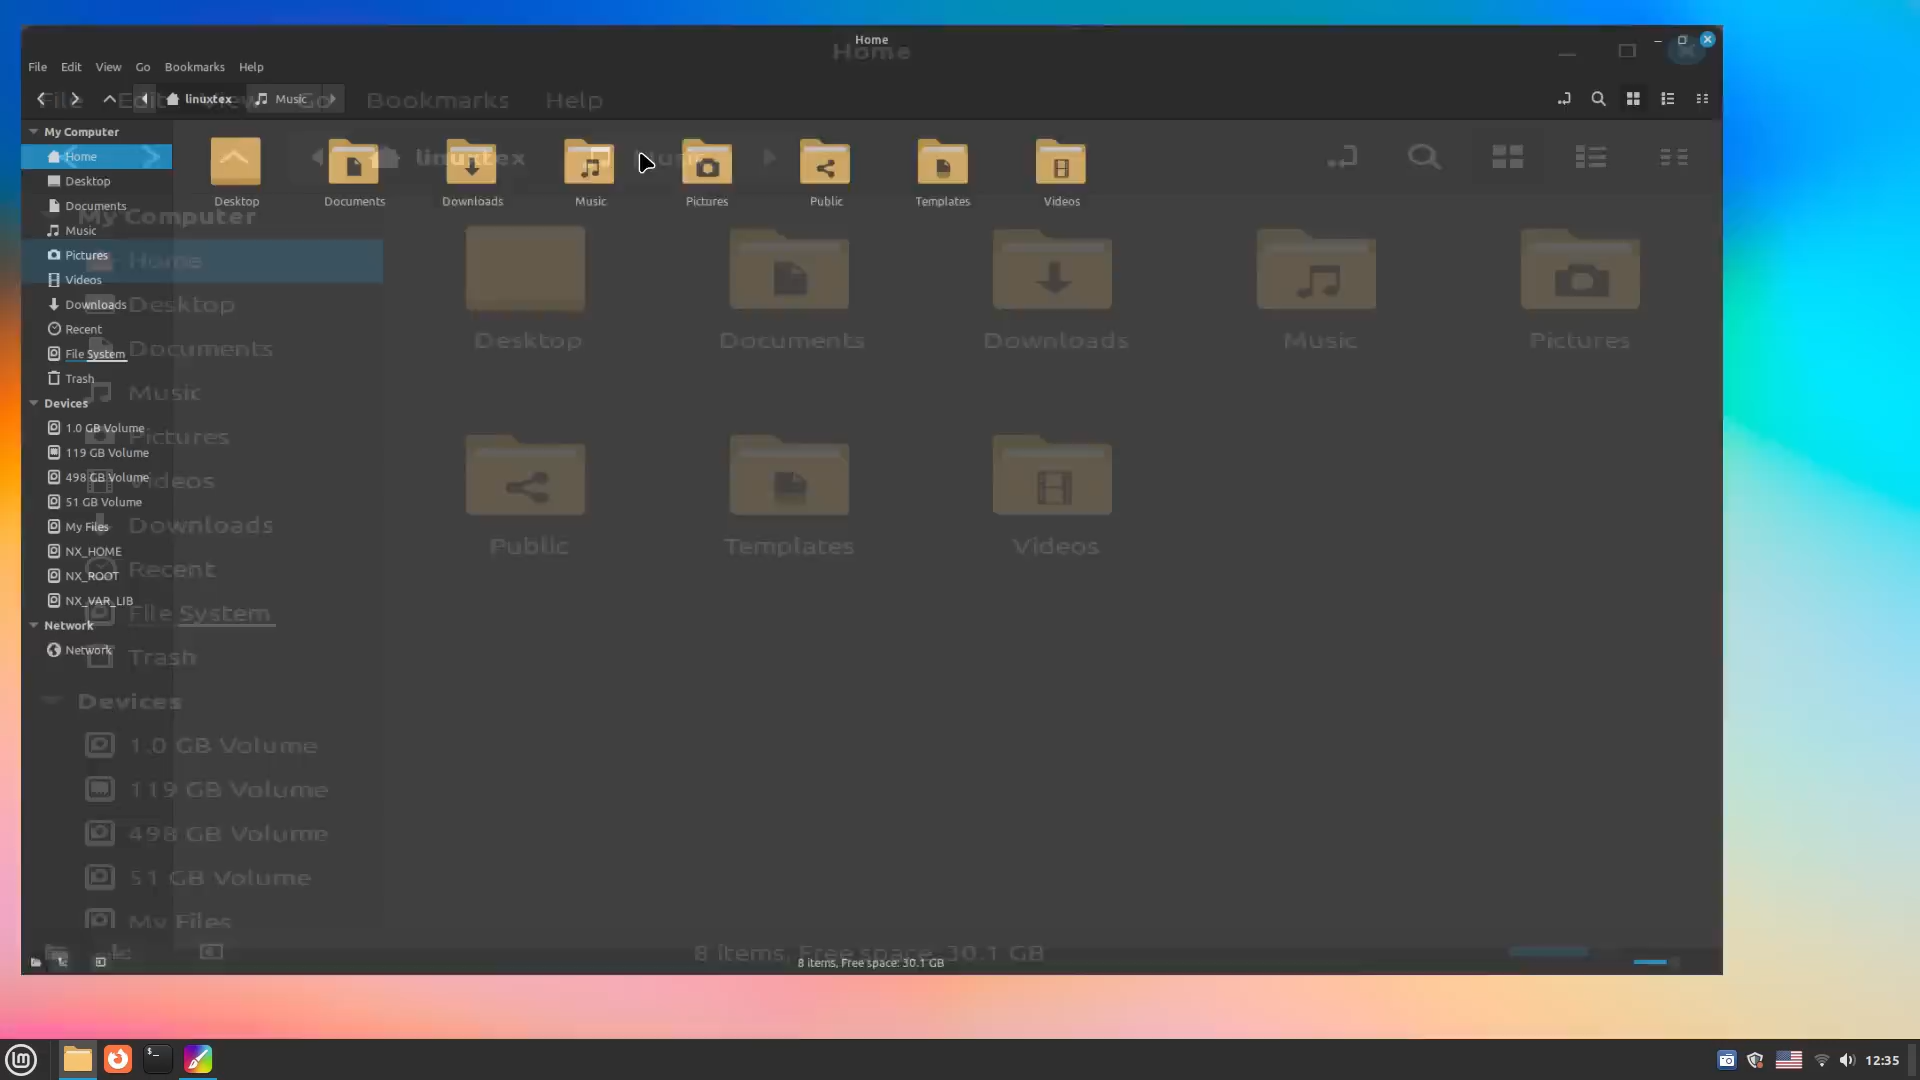 Home
File Edit View Go Bookmarks Help
linuxtex Music
My Computer
Home
Desktop
Documents
Music
Pictures
Videos
Downloads
Recent
File System
Trash
Devices
1.0 GB Volume
119 GB Volume
498 GB Volume
51 GB Volume
My Files
NX_HOME
NX_ROOT
NX_VAR_LIB
Network
Network
Desktop Documents Downloads Music Pictures Public Templates Videos
8 items, Free space: 30.1 GB
Home
File Edit View Go Bookmarks Help
linuxtex Music
My Computer
Home
Desktop
Documents
Music
Pictures
Videos
Downloads
Recent
File System
Trash
Devices
1.0 GB Volume
119 GB Volume
498 GB Volume
51 GB Volume
My Files
Desktop Documents Downloads Music Pictures
Public Templates Videos
8 items, Free space: 30.1 GB
12:35